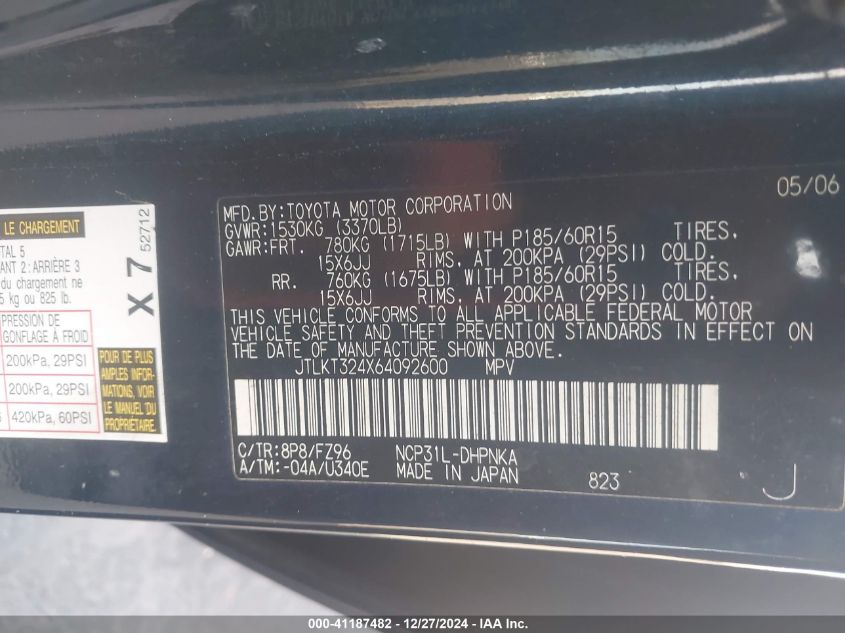 05/06
MFD.BY:TOYOTA MOTOR CORPORATION
GVWR:1530KG (3370LB)
GAWR:FRT. 780KG (1715LB) WITH P185/60R15 TIRES,
15X6JJ RIMS, AT 200KPA (29PSI) COLD.
RR. 760KG (1675LB) WITH P185/60R15 TIRES,
15X6JJ RIMS, AT 200KPA (29PSI) COLD.
THIS VEHICLE CONFORMS TO ALL APPLICABLE FEDERAL MOTOR
VEHICLE SAFETY AND THEFT PREVENTION STANDARDS IN EFFECT ON
THE DATE OF MANUFACTURE SHOWN ABOVE.
JTLKT324X64092600 MPV
C/TR:8P8/FZ96 NCP31L-DHPNKA
A/TM:-04A/U340E MADE IN JAPAN
823
J
LE CHARGEMENT
TAL 5
ANT 2: ARRIÈRE 3
du chargement ne
5 kg ou 825 lb.
PRESSION DE
GONFLAGE À FROID
200kPa, 29PSI
200kPa, 29PSI
420kPa, 60PSI
X 7
52712
POUR DE PLUS
AMPLES INFOR-
MATIONS, VOIR
LE MANUEL DU
PROPRIÉTAIRE.
000-41187482 - 12/27/2024 - IAA Inc.